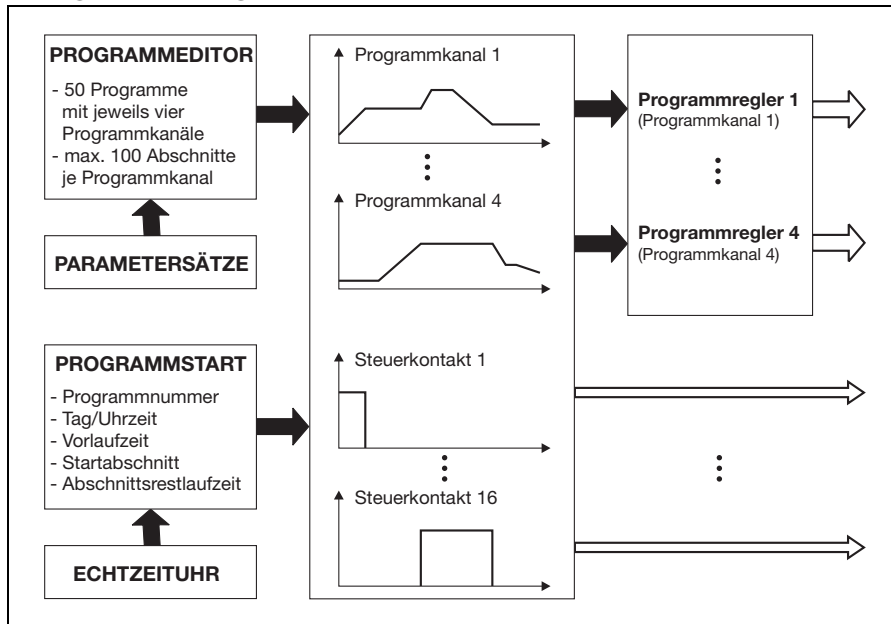 PROGRAMMEDITOR
- 50 Programme
mit jeweils vier
Programmkanäle
- max. 100 Abschnitte
je Programmkanal
PARAMETERSÄTZE
PROGRAMMSTART
- Programmnummer
- Tag/Uhrzeit
- Vorlaufzeit
- Startabschnitt
- Abschnittsrestlaufzeit
ECHTZEITUHR
Programmkanal 1
Programmkanal 4
Steuerkontakt 1
Steuerkontakt 16
Programmregler 1
(Programmkanal 1)
Programmregler 4
(Programmkanal 4)